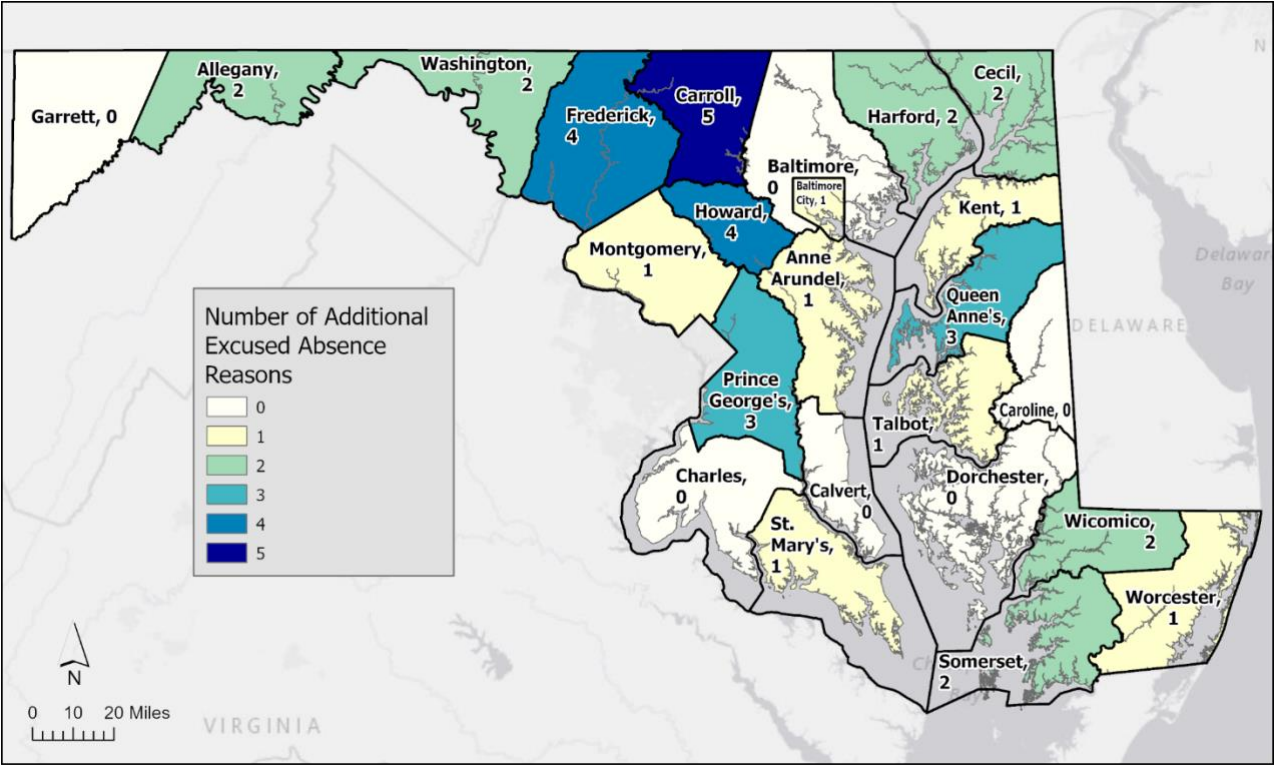 Garrett, 0
Allegany,
2
Washington,
2
Frederick,
4
Carroll,
5
Baltimore,
0
Baltimore
City, 1
Harford, 2
Cecil,
2
Kent, 1
Howard,
4
Montgomery,
1
Anne
Arundel,
1
Queen
Anne's,
3
Prince
George's,
3
Talbot,
1
Caroline, 0
Charles,
0
Calvert,
0
Dorchester,
0
St.
Mary's,
1
Wicomico,
2
Worcester,
1
Somerset,
2
Number of Additional
Excused Absence
Reasons
0
1
2
3
4
5
N
0 10 20 Miles
VIRGINIA
DELAWARE
Delaware
Bay
N